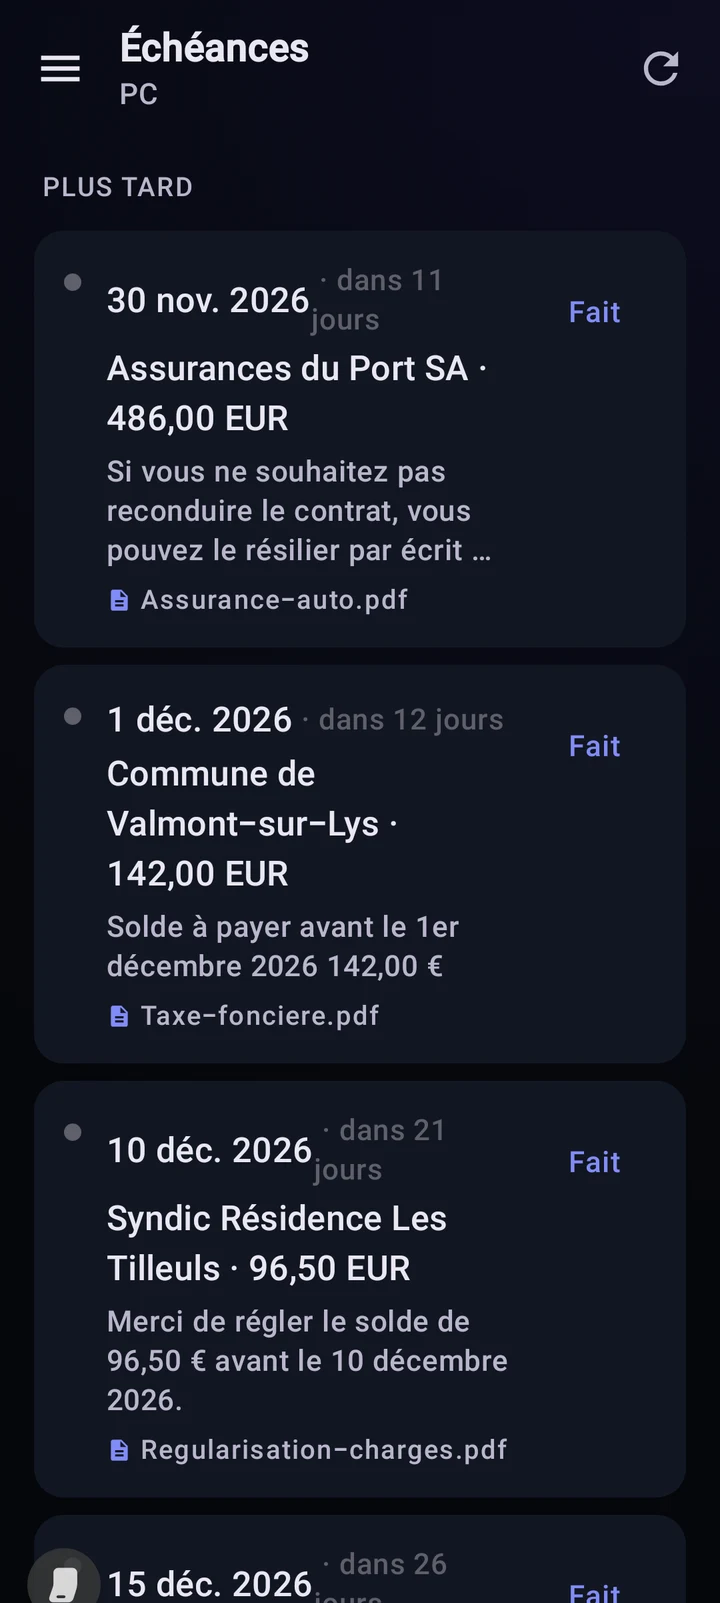 Échéances
PC
PLUS TARD
30 nov. 2026 · dans 11
jours
Fait
Assurances du Port SA ·
486,00 EUR
Si vous ne souhaitez pas
reconduire le contrat, vous
pouvez le résilier par écrit ...
Assurance-auto.pdf
1 déc. 2026 · dans 12 jours
Fait
Commune de
Valmont-sur-Lys ·
142,00 EUR
Solde à payer avant le 1er
décembre 2026 142,00 €
Taxe-fonciere.pdf
10 déc. 2026 · dans 21
jours
Fait
Syndic Résidence Les
Tilleuls · 96,50 EUR
Merci de régler le solde de
96,50 € avant le 10 décembre
2026.
Regularisation-charges.pdf
15 déc. 2026 · dans 26
jours
Fait